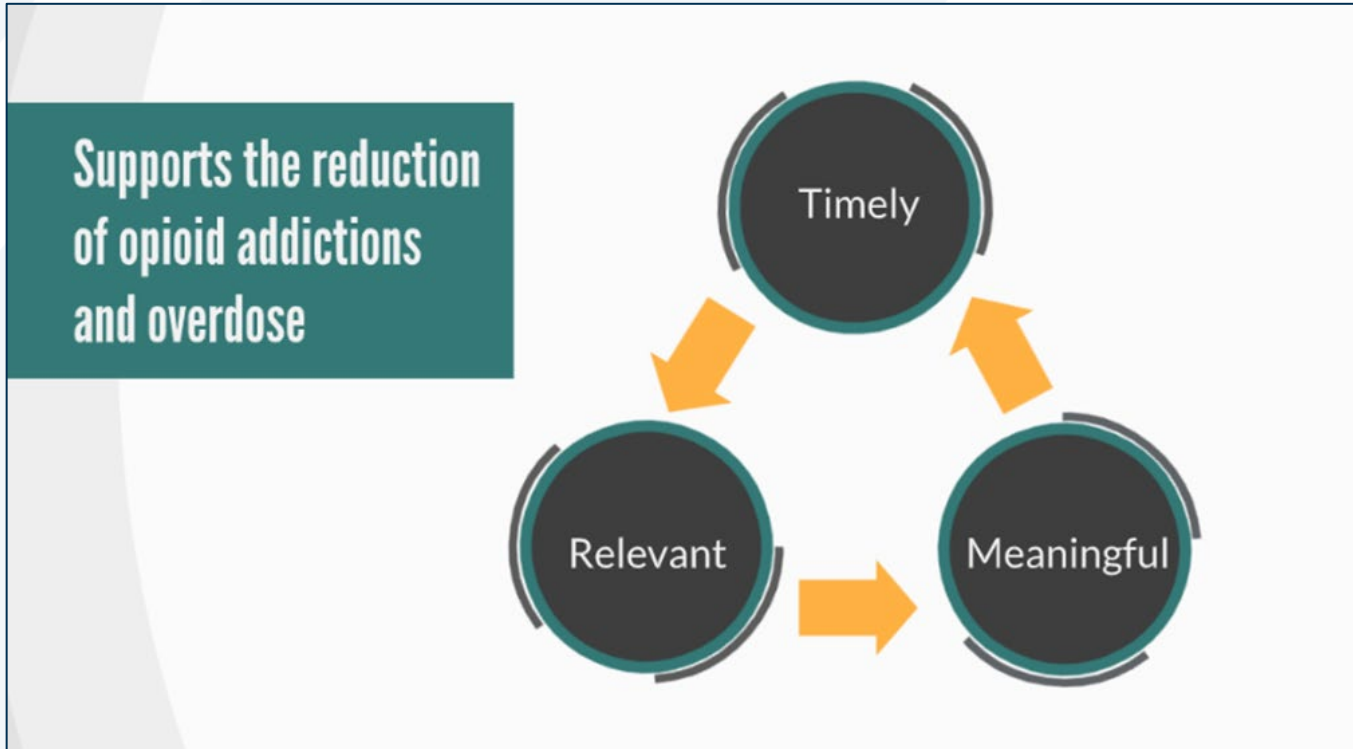 Supports the reduction
of opioid addictions
and overdose
Timely
Relevant
Meaningful